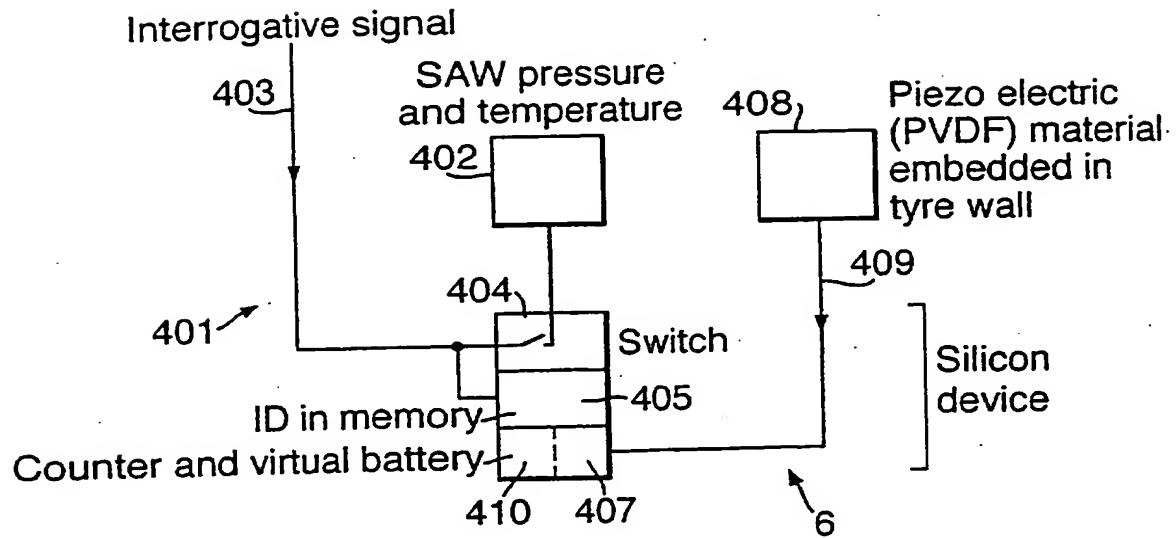 Interrogative signal
403
SAW pressure
and temperature
402
408
Piezo electric
(PVDF) material
embedded in
tyre wall
409
404
401
Switch
Silicon
device
405
ID in memory
Counter and virtual battery
410
407
6